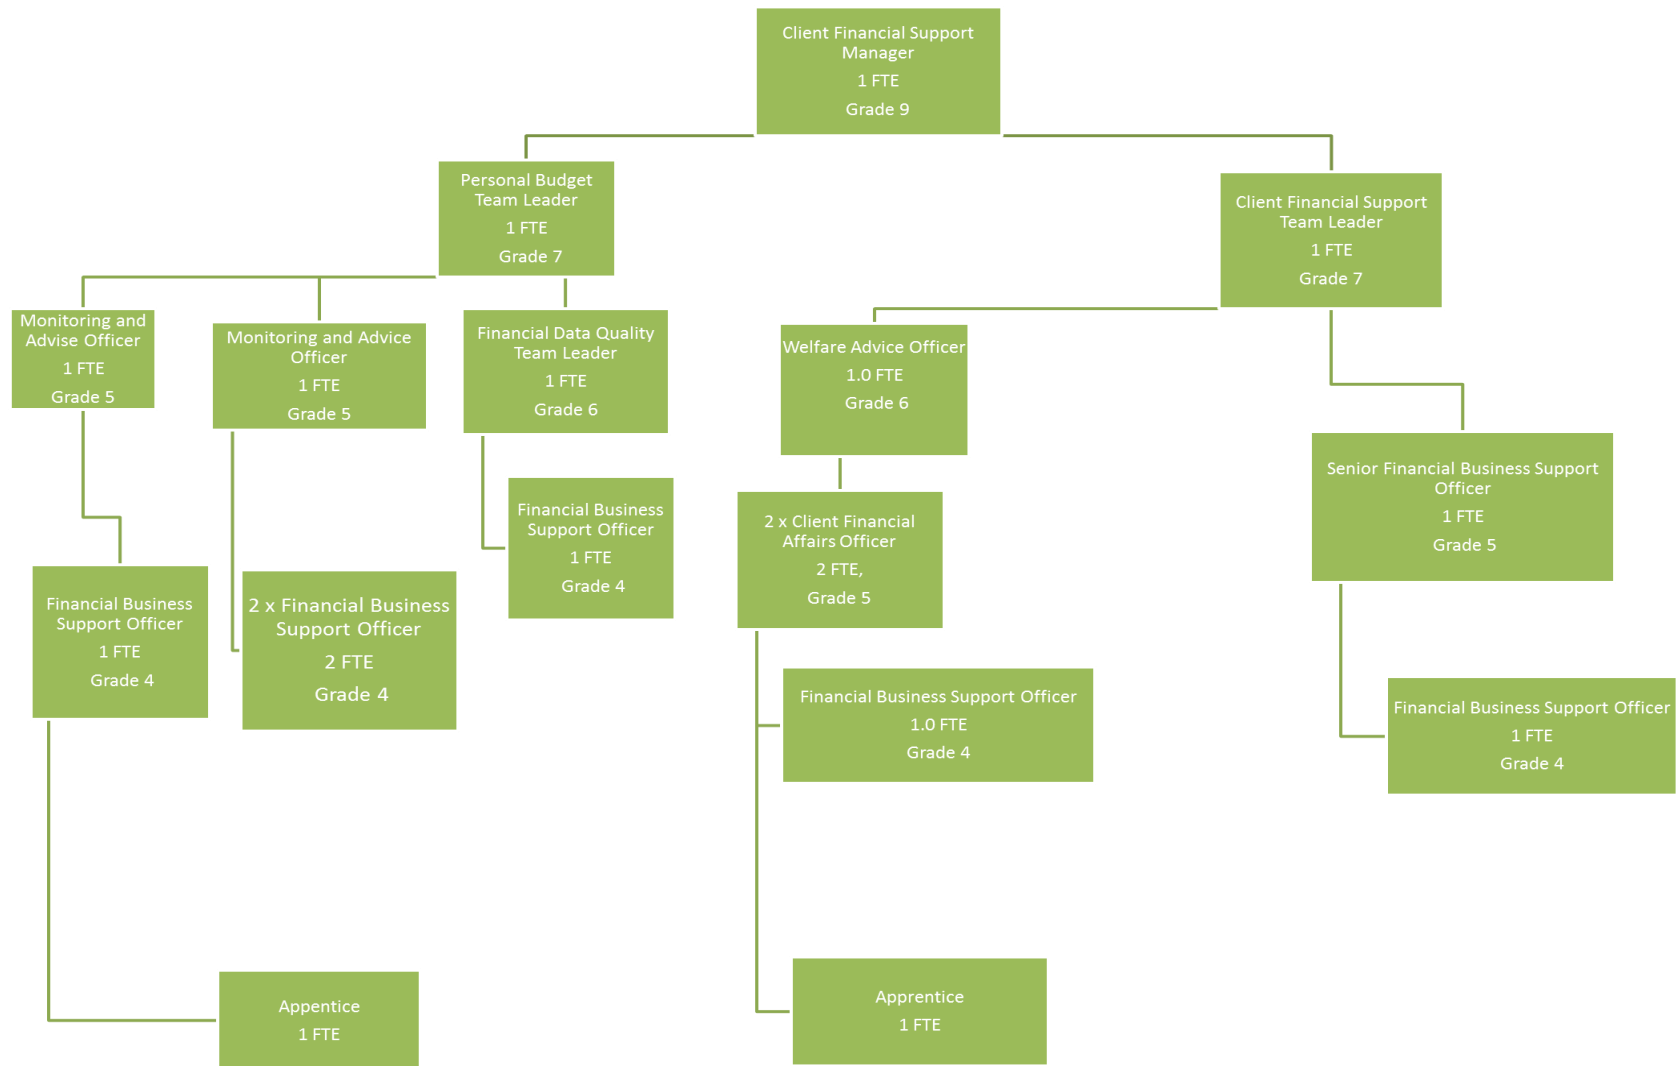 Client Financial Support
Manager
1 FTE
Grade 9
Personal Budget
Team Leader
1 FTE
Grade 7
Client Financial Support
Team Leader
1 FTE
Grade 7
Monitoring and
Advise Officer
1 FTE
Grade 5
Monitoring and Advice
Officer
1 FTE
Grade 5
Financial Data Quality
Team Leader
1 FTE
Grade 6
Welfare Advice Officer
1.0 FTE
Grade 6
Senior Financial Business Support
Officer
1 FTE
Grade 5
Financial Business
Support Officer
1 FTE
Grade 4
2 x Client Financial
Affairs Officer
2 FTE,
Grade 5
Financial Business
Support Officer
1 FTE
Grade 4
2 x Financial Business
Support Officer
2 FTE
Grade 4
Financial Business Support Officer
1.0 FTE
Grade 4
Financial Business Support Officer
1 FTE
Grade 4
Appentice
1 FTE
Apprentice
1 FTE